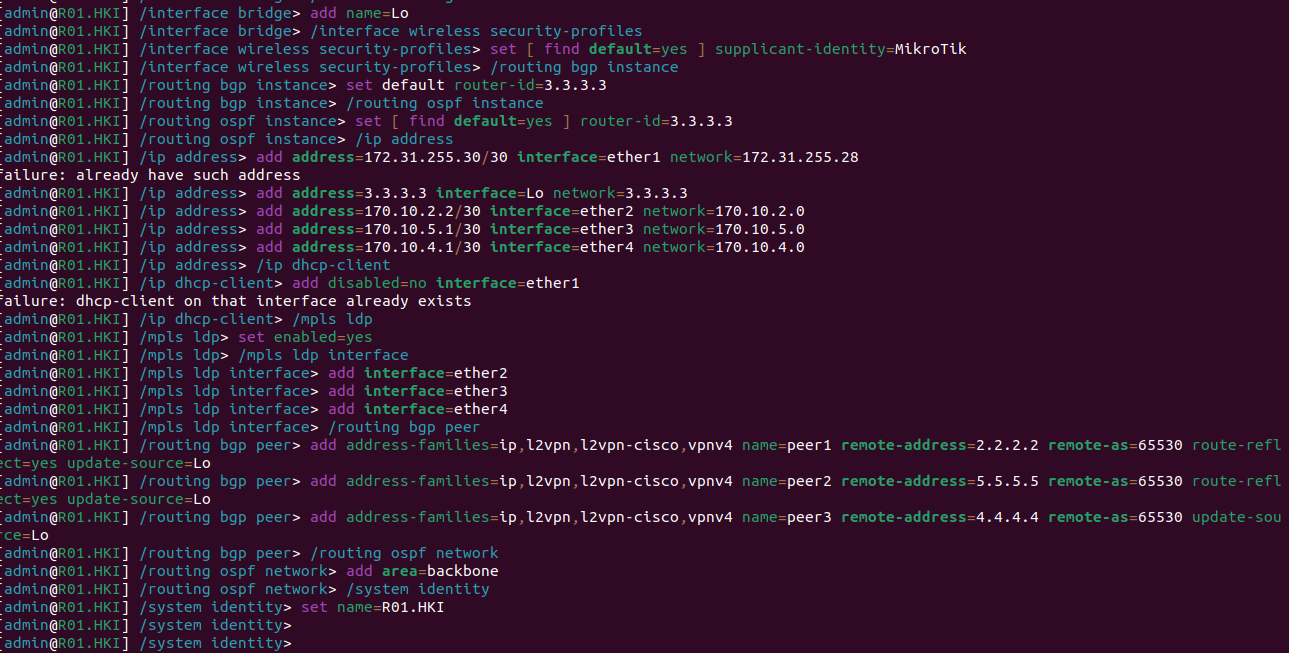 [admin@R01.HKI] /interface bridge> add name=Lo
[admin@R01.HKI] /interface bridge> /interface wireless security-profiles
[admin@R01.HKI] /interface wireless security-profiles> set [ find default=yes ] supplicant-identity=MikroTik
[admin@R01.HKI] /interface wireless security-profiles> /routing bgp instance
[admin@R01.HKI] /routing bgp instance> set default router-id=3.3.3.3
[admin@R01.HKI] /routing bgp instance> /routing ospf instance
[admin@R01.HKI] /routing ospf instance> set [ find default=yes ] router-id=3.3.3.3
[admin@R01.HKI] /routing ospf instance> /ip address
[admin@R01.HKI] /ip address> add address=172.31.255.30/30 interface=ether1 network=172.31.255.28
failure: already have such address
[admin@R01.HKI] /ip address> add address=3.3.3.3 interface=Lo network=3.3.3.3
[admin@R01.HKI] /ip address> add address=170.10.2.2/30 interface=ether2 network=170.10.2.0
[admin@R01.HKI] /ip address> add address=170.10.5.1/30 interface=ether3 network=170.10.5.0
[admin@R01.HKI] /ip address> add address=170.10.4.1/30 interface=ether4 network=170.10.4.0
[admin@R01.HKI] /ip address> /ip dhcp-client
[admin@R01.HKI] /ip dhcp-client> add disabled=no interface=ether1
failure: dhcp-client on that interface already exists
[admin@R01.HKI] /ip dhcp-client> /mpls ldp
[admin@R01.HKI] /mpls ldp> set enabled=yes
[admin@R01.HKI] /mpls ldp> /mpls ldp interface
[admin@R01.HKI] /mpls ldp interface> add interface=ether2
[admin@R01.HKI] /mpls ldp interface> add interface=ether3
[admin@R01.HKI] /mpls ldp interface> add interface=ether4
[admin@R01.HKI] /mpls ldp interface> /routing bgp peer
[admin@R01.HKI] /routing bgp peer> add address-families=ip,l2vpn,l2vpn-cisco,vpnv4 name=peer1 remote-address=2.2.2.2 remote-as=65530 route-refl
ect=yes update-source=Lo
[admin@R01.HKI] /routing bgp peer> add address-families=ip,l2vpn,l2vpn-cisco,vpnv4 name=peer2 remote-address=5.5.5.5 remote-as=65530 route-refl
ect=yes update-source=Lo
[admin@R01.HKI] /routing bgp peer> add address-families=ip,l2vpn,l2vpn-cisco,vpnv4 name=peer3 remote-address=4.4.4.4 remote-as=65530 update-sou
rce=Lo
[admin@R01.HKI] /routing bgp peer> /routing ospf network
[admin@R01.HKI] /routing ospf network> add area=backbone
[admin@R01.HKI] /routing ospf network> /system identity
[admin@R01.HKI] /system identity> set name=R01.HKI
[admin@R01.HKI] /system identity>
[admin@R01.HKI] /system identity>